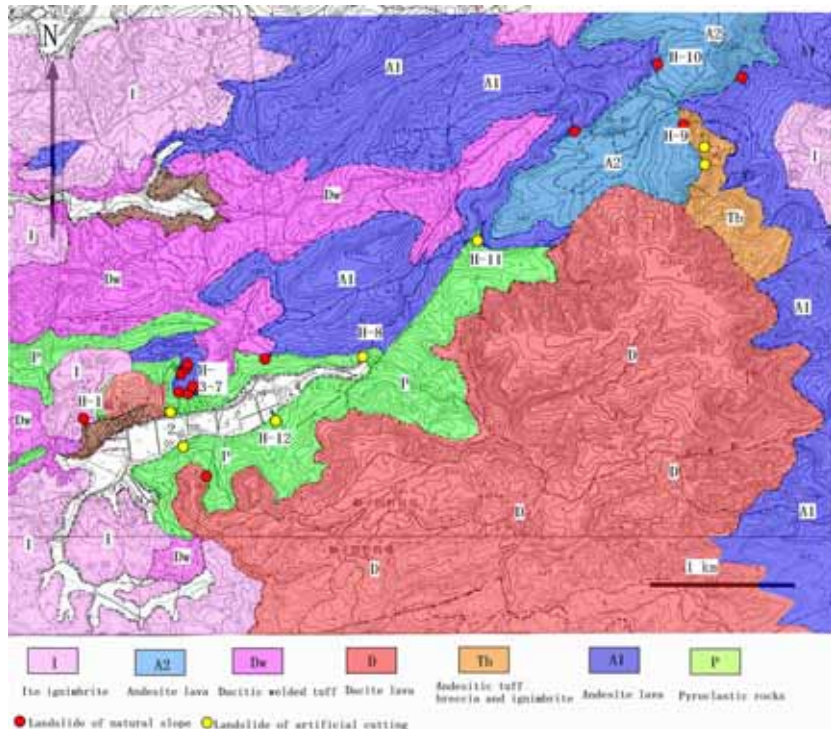 N
A2
A1
A1
A1
I
H-10
H-9
A2
I
Dw
Tb
I
H-11
A1
Dw
A1
D
H-8
P
I
H-
3-7
P
H-1
2
Dw
H-12
P
D
A1
D
I
I
Dw
D
1 km
I
A2
Dw
D
Tb
A1
P
Ito ignimbrite
Andesite lava
Dacitic welded tuff
Dacite lava
Andesitic tuff
breccia and ignimbrite
Andesite lava
Pyroclastic rocks
Landslide of natural slope
Landslide of artificial cutting